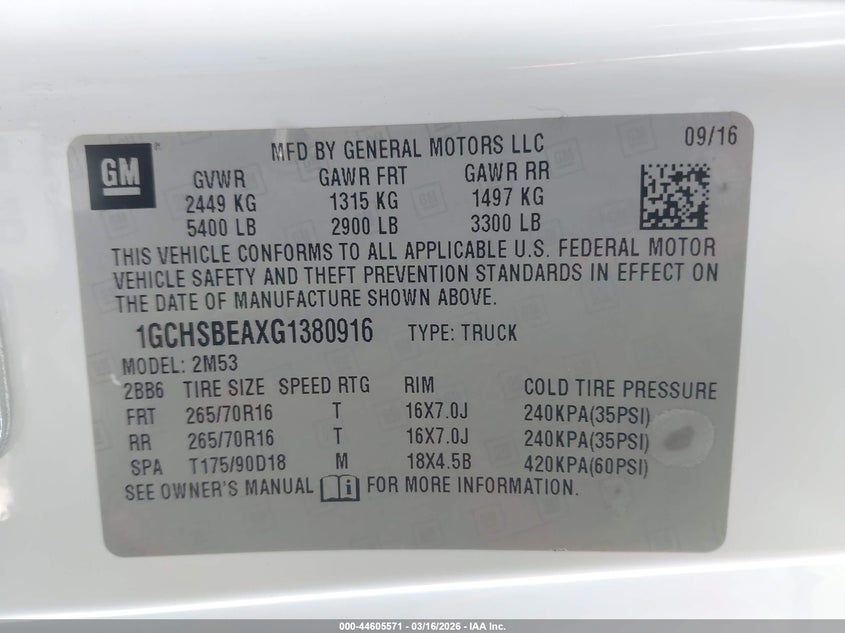 GM
MFD BY GENERAL MOTORS LLC
09/16
GVWR GAWR FRT GAWR RR
2449 KG 1315 KG 1497 KG
5400 LB 2900 LB 3300 LB
THIS VEHICLE CONFORMS TO ALL APPLICABLE U.S. FEDERAL MOTOR
VEHICLE SAFETY AND THEFT PREVENTION STANDARDS IN EFFECT ON
THE DATE OF MANUFACTURE SHOWN ABOVE.
1GCHSBEAXG1380916 TYPE: TRUCK
MODEL: 2M53
2BB6 TIRE SIZE SPEED RTG RIM COLD TIRE PRESSURE
FRT 265/70R16 T 16X7.0J 240KPA(35PSI)
RR 265/70R16 T 16X7.0J 240KPA(35PSI)
SPA T175/90D18 M 18X4.5B 420KPA(60PSI)
SEE OWNER'S MANUAL i FOR MORE INFORMATION.
000-44605571 - 03/16/2026 - IAA Inc.